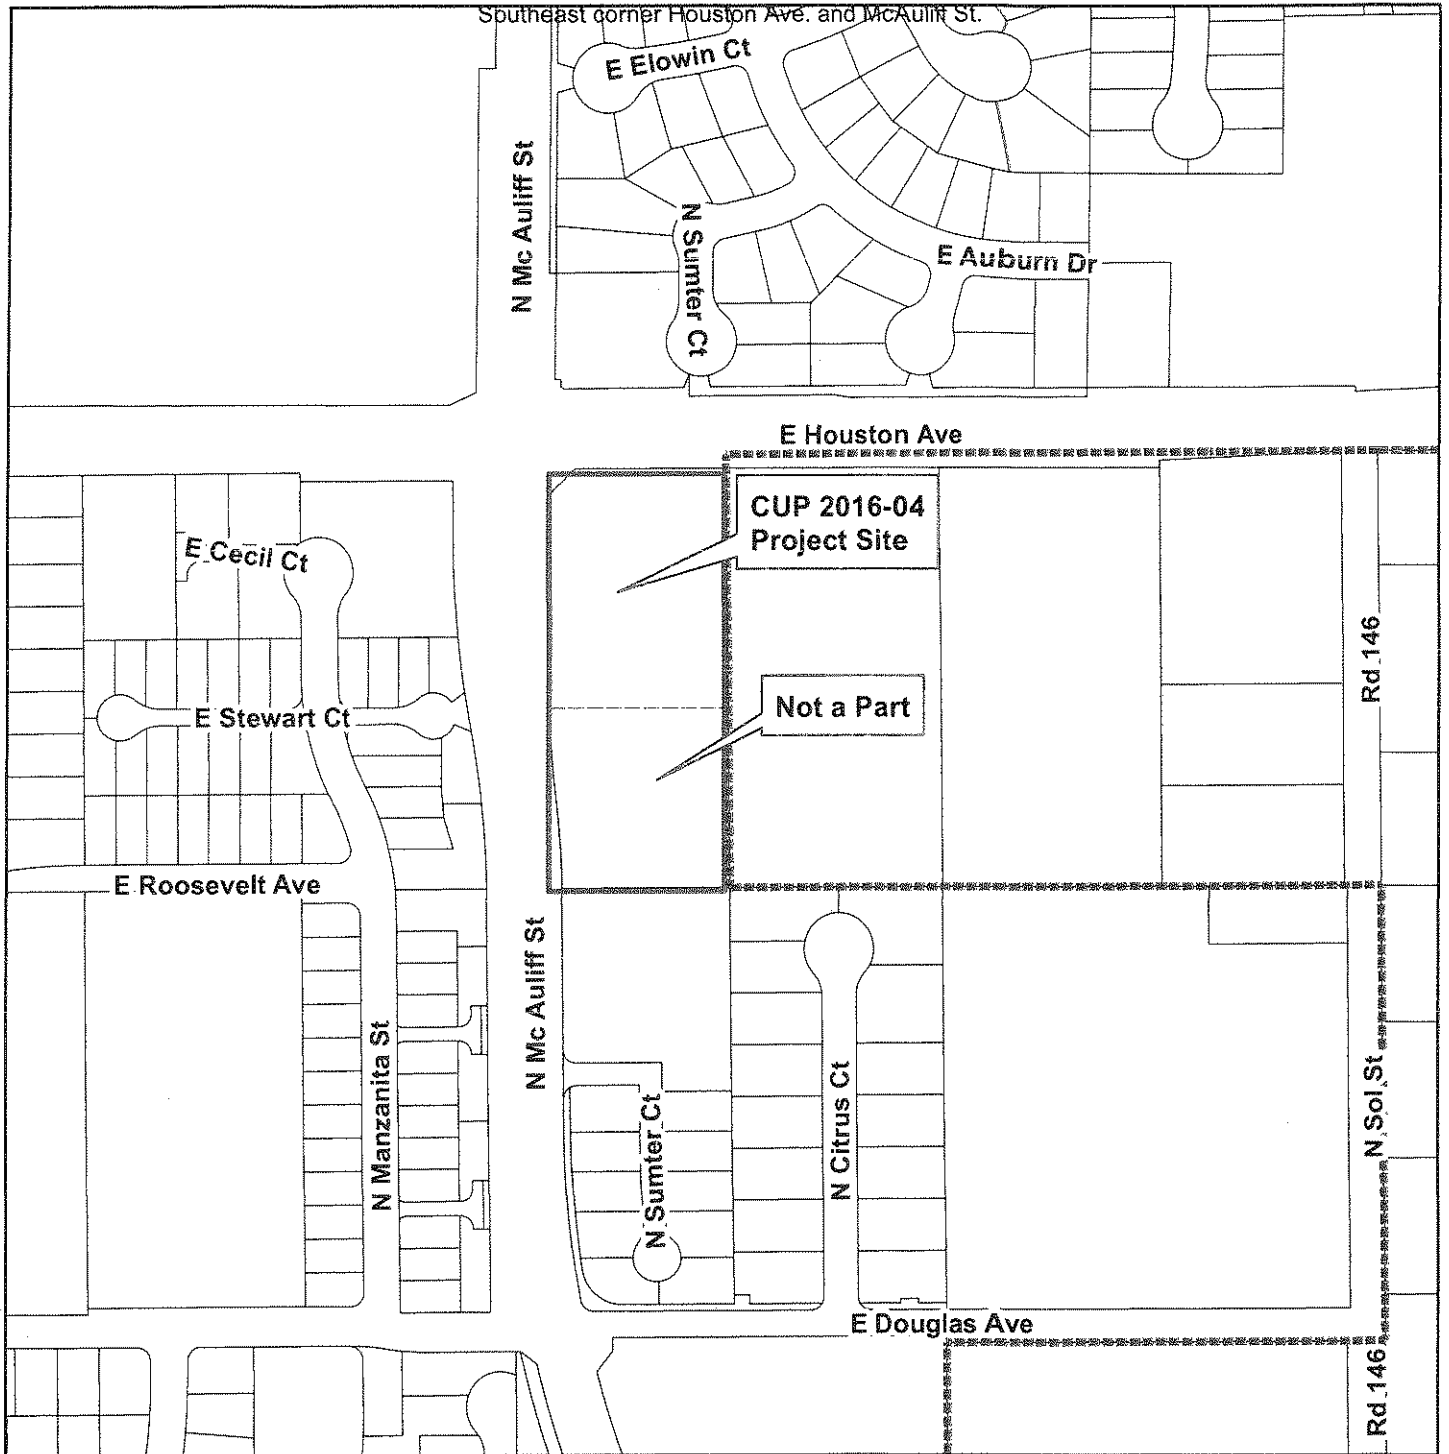 Southeast corner Houston Ave. and McAuliff St.
E Elowin Ct
N Mc Auliff St
N Sumter Ct
E Auburn Dr
E Houston Ave
CUP 2016-04
Project Site
E Cecil Ct
Rd 146
Not a Part
E Stewart Ct
E Roosevelt Ave
N Mc Auliff St
N Manzanita St
N Sumter Ct
N Citrus Ct
N Sol St
E Douglas Ave
Rd 146